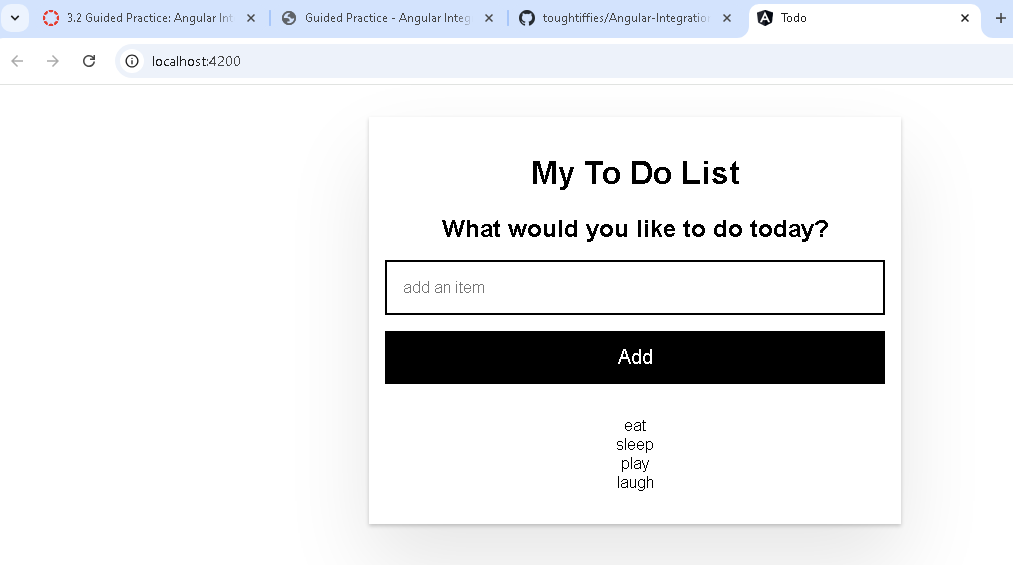 3.2 Guided Practice: Angular Int
Guided Practice - Angular Integ
toughtiffies/Angular-Integration
Todo
localhost:4200
My To Do List
What would you like to do today?
add an item
Add
eat
sleep
play
laugh